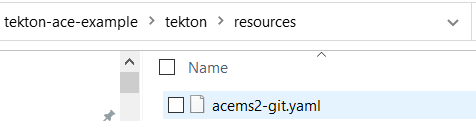 tekton-ace-example > tekton > resources
Name
acems2-git.yaml